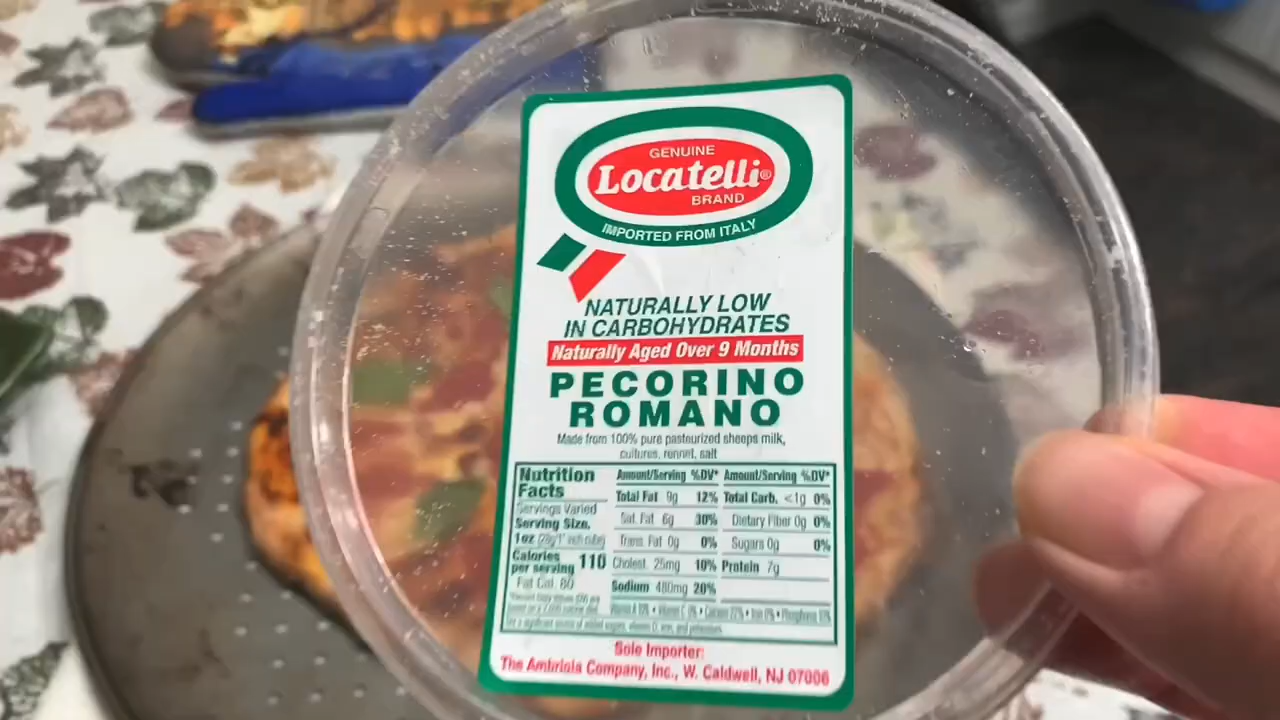 GENUINE
Locatelli®
BRAND
IMPORTED FROM ITALY
NATURALLY LOW
IN CARBOHYDRATES
Naturally Aged Over 9 Months
PECORINO
ROMANO
Made from 100% pure pasteurized sheeps milk,
cultures, rennet, salt
Nutrition
Facts
Servings Varied
Serving Size,
1oz (28g/1" inch cube)
Calories
per serving 110
Fat Cal. 80
Amount/Serving %DV*
Total Fat 9g 12%
Sat. Fat 6g 30%
Trans. Fat 0g 0%
Cholest. 25mg 10%
Sodium 480mg 20%
Amount/Serving %DV*
Total Carb. <1g 0%
Dietary Fiber 0g 0%
Sugars 0g 0%
Protein 7g
Sole Importer:
The Ambriola Company, Inc., W. Caldwell, NJ 07006